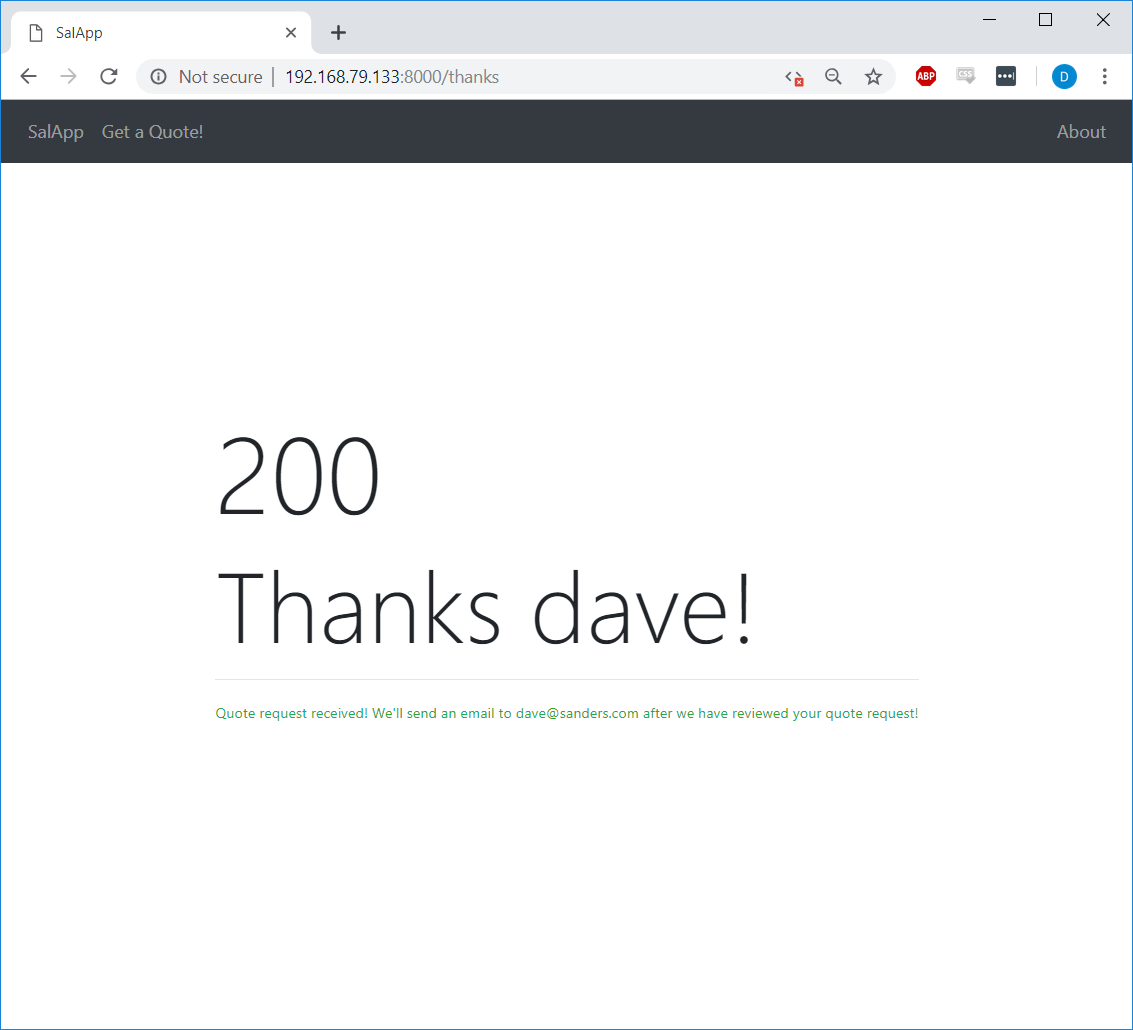 SalApp
Not secure | 192.168.79.133:8000/thanks
ABP
CSS
D
SalApp Get a Quote! About
200
Thanks dave!
Quote request received! We'll send an email to dave@sanders.com after we have reviewed your quote request!